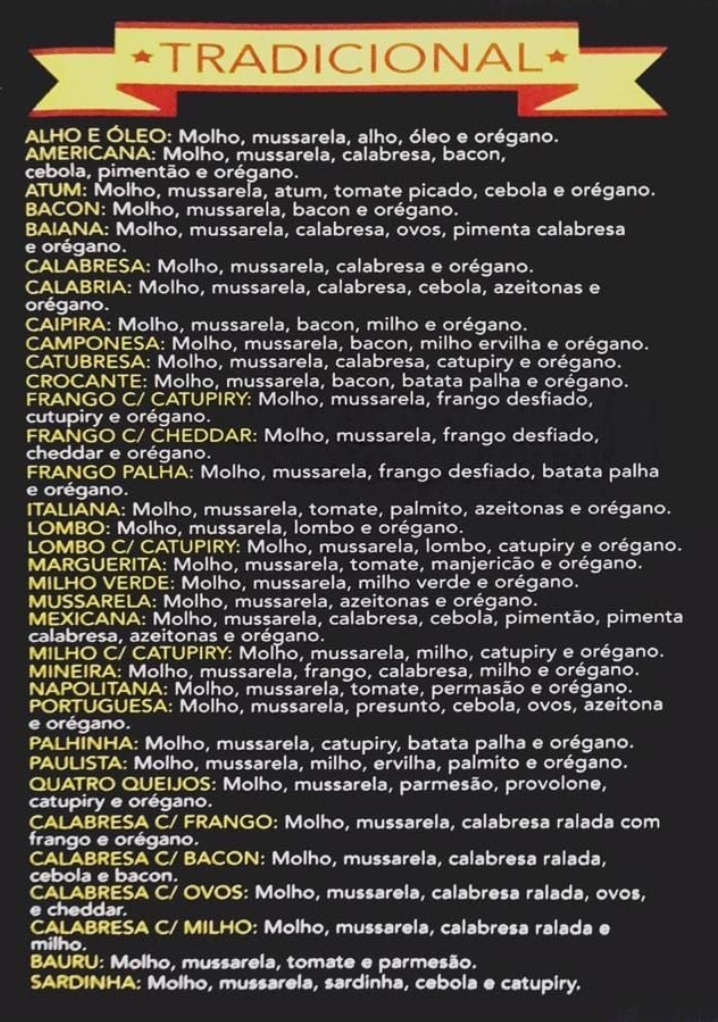 TRADICIONAL
ALHO E ÓLEO: Molho, mussarela, alho, óleo e orégano.
AMERICANA: Molho, mussarela, calabresa, bacon,
cebola, pimentão e orégano.
ATUM: Molho, mussarela, atum, tomate picado, cebola e orégano.
BACON: Molho, mussarela, bacon e orégano.
BAIANA: Molho, mussarela, calabresa, ovos, pimenta calabresa
e orégano.
CALABRESA: Molho, mussarela, calabresa e orégano.
CALABRIA: Molho, mussarela, calabresa, cebola, azeitonas e
orégano.
CAIPIRA: Molho, mussarela, bacon, milho e orégano.
CAMPONESA: Molho, mussarela, bacon, milho ervilha e orégano.
CATUBRESA: Molho, mussarela, calabresa, catupiry e orégano.
CROCANTE: Molho, mussarela, bacon, batata palha e orégano.
FRANGO C/ CATUPIRY: Molho, mussarela, frango desfiado,
cutupiry e orégano.
FRANGO C/ CHEDDAR: Molho, mussarela, frango desfiado,
cheddar e orégano.
FRANGO PALHA: Molho, mussarela, frango desfiado, batata palha
e orégano.
ITALIANA: Molho, mussarela, tomate, palmito, azeitonas e orégano.
LOMBO: Molho, mussarela, lombo e orégano.
LOMBO C/ CATUPIRY: Molho, mussarela, lombo, catupiry e orégano.
MARGUERITA: Molho, mussarela, tomate, manjericão e orégano.
MILHO VERDE: Molho, mussarela, milho verde e orégano.
MUSSARELA: Molho, mussarela, azeitonas e orégano.
MEXICANA: Molho, mussarela, calabresa, cebola, pimentão, pimenta
calabresa, azeitonas e orégano.
MILHO C/ CATUPIRY: Molho, mussarela, milho, catupiry e orégano.
MINEIRA: Molho, mussarela, frango, calabresa, milho e orégano.
NAPOLITANA: Molho, mussarela, tomate, permasão e orégano.
PORTUGUESA: Molho, mussarela, presunto, cebola, ovos, azeitona
e orégano.
PALHINHA: Molho, mussarela, catupiry, batata palha e orégano.
PAULISTA: Molho, mussarela, milho, ervilha, palmito e orégano.
QUATRO QUEIJOS: Molho, mussarela, parmesão, provolone,
catupiry e orégano.
CALABRESA C/ FRANGO: Molho, mussarela, calabresa ralada com
frango e orégano.
CALABRESA C/ BACON: Molho, mussarela, calabresa ralada,
cebola e bacon.
CALABRESA C/ OVOS: Molho, mussarela, calabresa ralada, ovos,
e cheddar.
CALABRESA C/ MILHO: Molho, mussarela, calabresa ralada e
milho.
BAURU: Molho, mussarela, tomate e parmesão.
SARDINHA: Molho, mussarela, sardinha, cebola e catupiry.